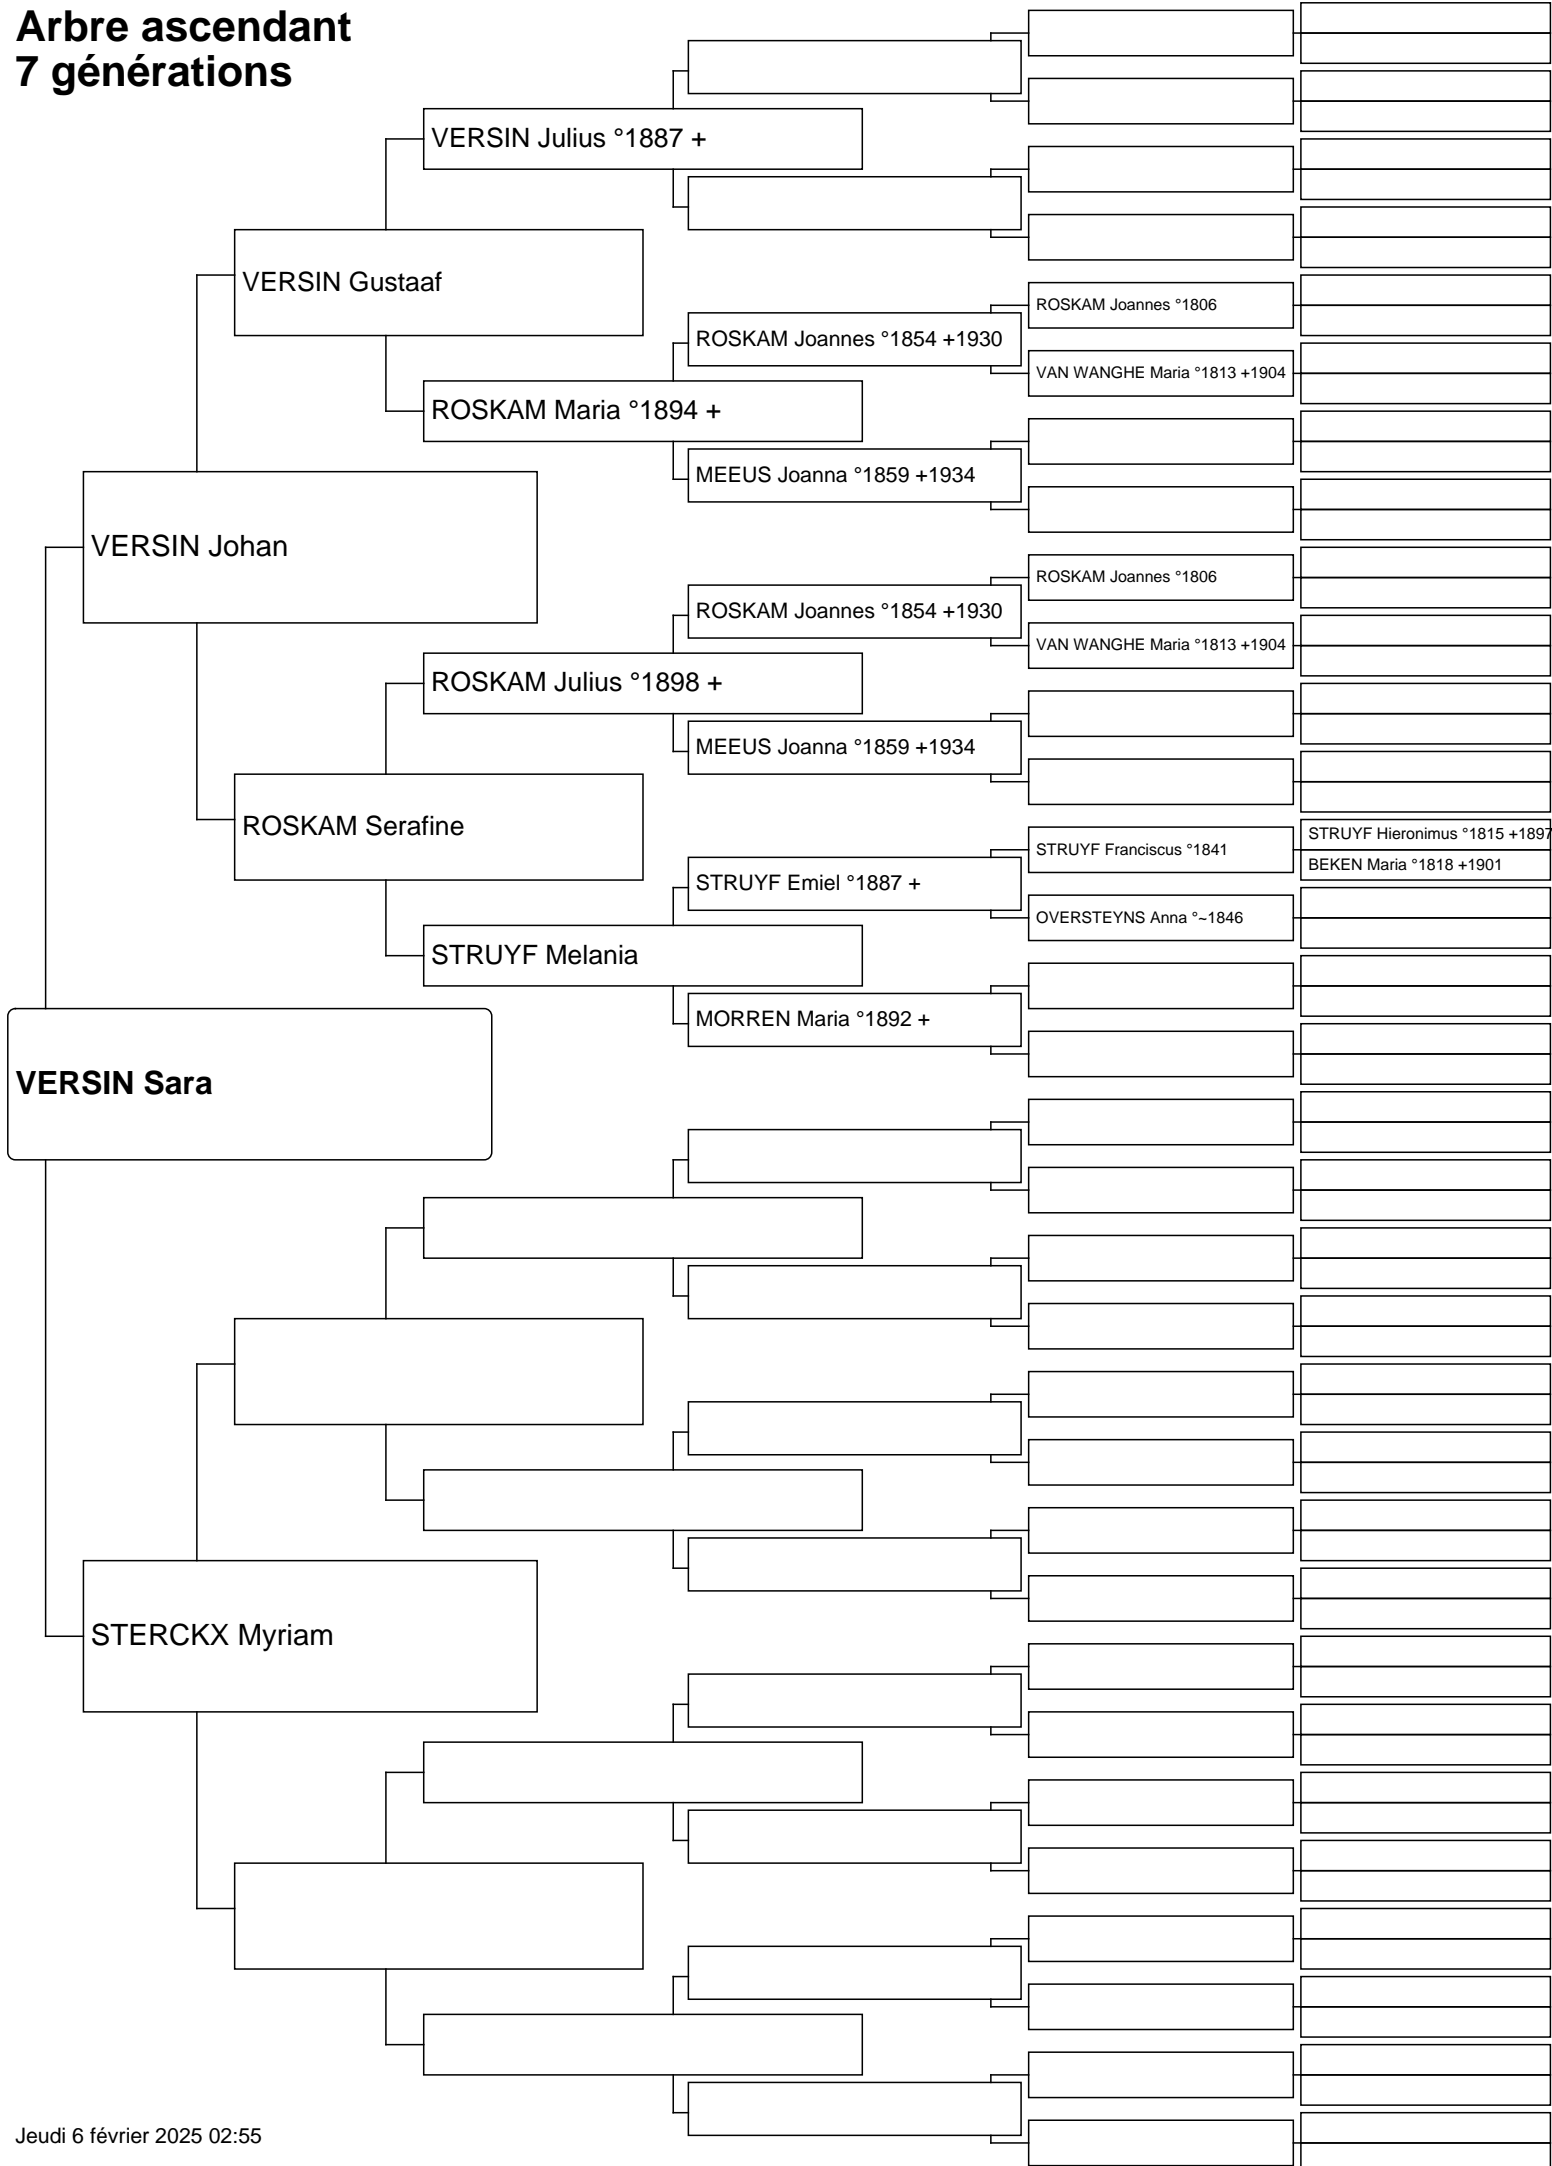 Arbre ascendant
7 générations
VERSIN Julius °1887 +
VERSIN Gustaaf
ROSKAM Joannes °1806
ROSKAM Joannes °1854 +1930
VAN WANGHE Maria °1813 +1904
ROSKAM Maria °1894 +
MEEUS Joanna °1859 +1934
VERSIN Johan
ROSKAM Joannes °1806
ROSKAM Joannes °1854 +1930
VAN WANGHE Maria °1813 +1904
ROSKAM Julius °1898 +
MEEUS Joanna °1859 +1934
ROSKAM Serafine
STRUYF Hieronimus °1815 +1897
STRUYF Franciscus °1841
BEKEN Maria °1818 +1901
STRUYF Emiel °1887 +
OVERSTEYNS Anna °~1846
STRUYF Melania
MORREN Maria °1892 +
VERSIN Sara
STERCKX Myriam
Jeudi 6 février 2025 02:55